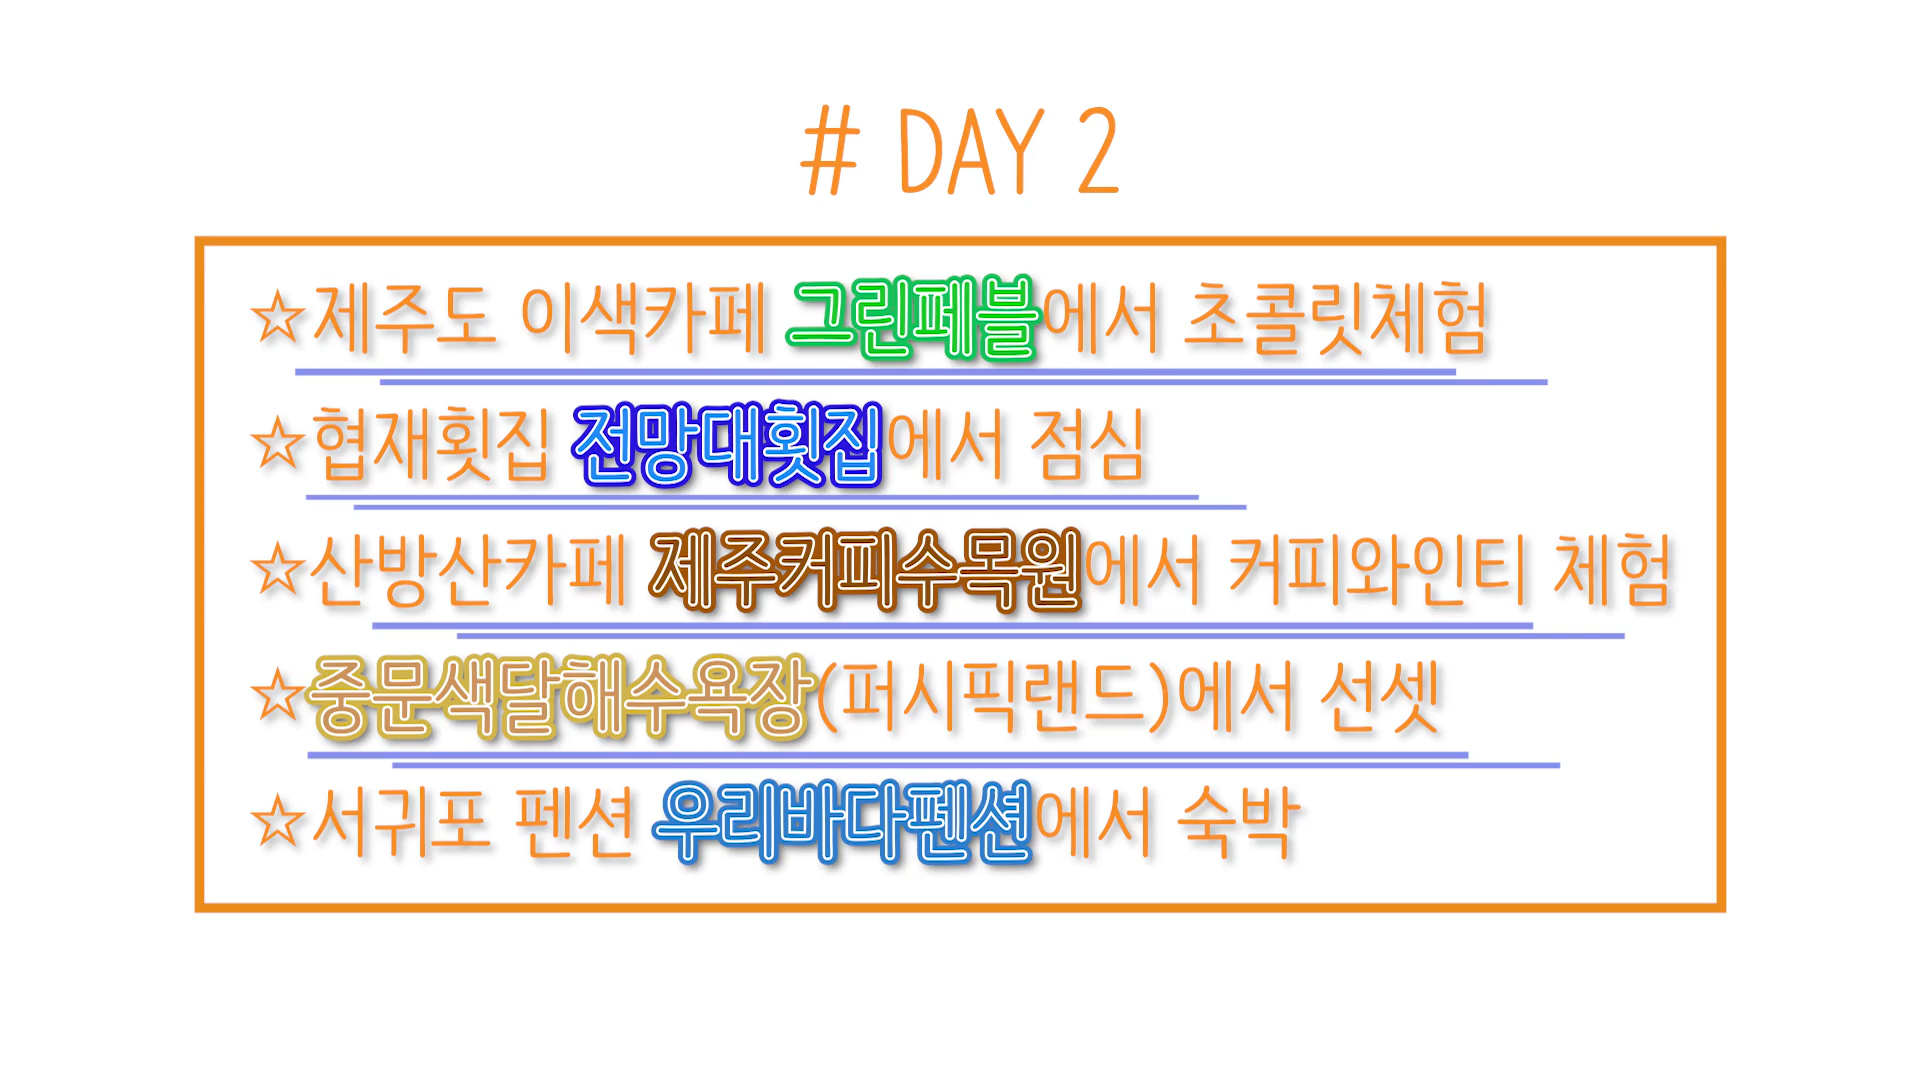 # DAY 2
☆제주도 이색카페 그린페블에서 초콜릿체험
☆협재횟집 전망대횟집에서 점심
☆산방산카페 제주커피수목원에서 커피와인티 체험
☆중문색달해수욕장(퍼시픽랜드)에서 선셋
☆서귀포 펜션 우리바다펜션에서 숙박